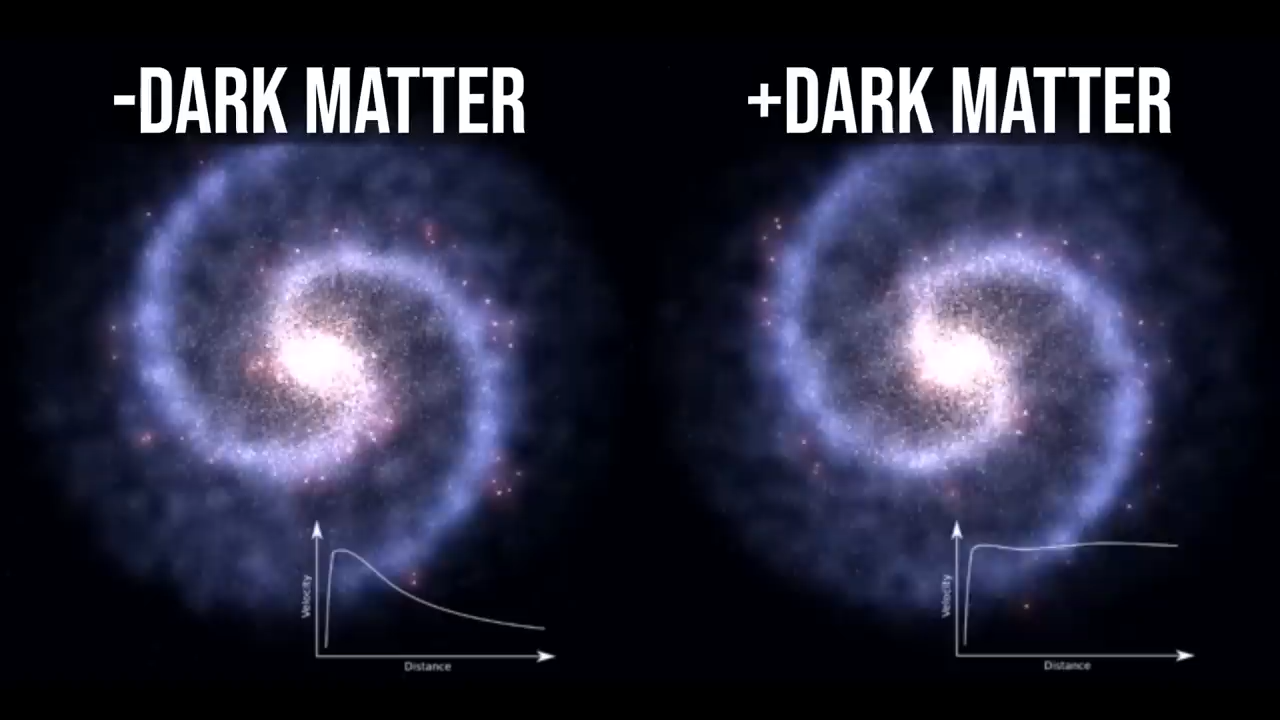 -DARK MATTER
+DARK MATTER
Velocity
Distance
Velocity
Distance